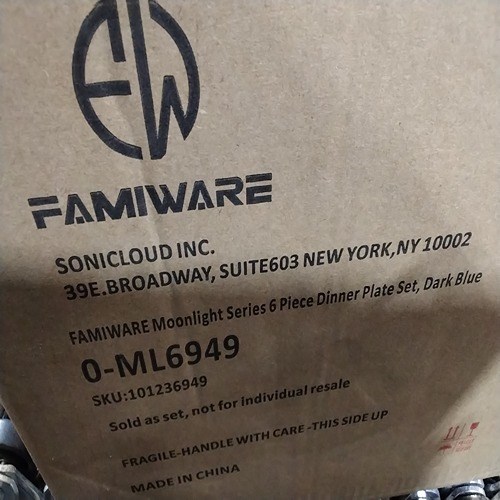 FW
FAMIWARE
SONICLOUD INC.
39E.BROADWAY, SUITE603 NEW YORK,NY 10002
FAMIWARE Moonlight Series 6 Piece Dinner Plate Set, Dark Blue
0-ML6949
SKU:101236949
Sold as set, not for individual resale
FRAGILE-HANDLE WITH CARE -THIS SIDE UP
MADE IN CHINA